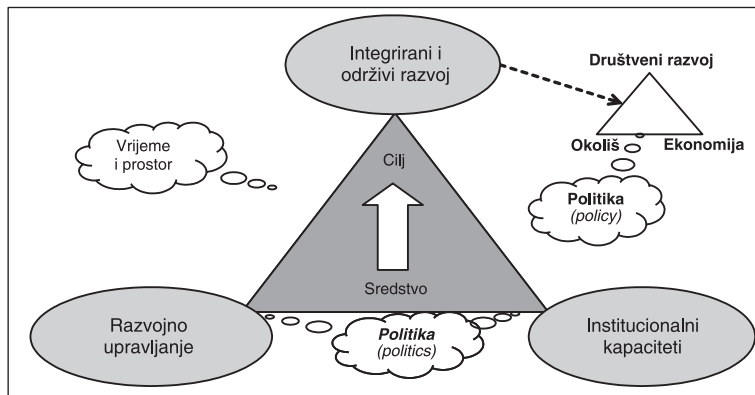 Integrirani i
održivi razvoj
Društveni razvoj
Okoliš
Ekonomija
Vrijeme
i prostor
Cilj
Politika
(policy)
Sredstvo
Razvojno
upravljanje
Politika
(politics)
Institucionalni
kapaciteti